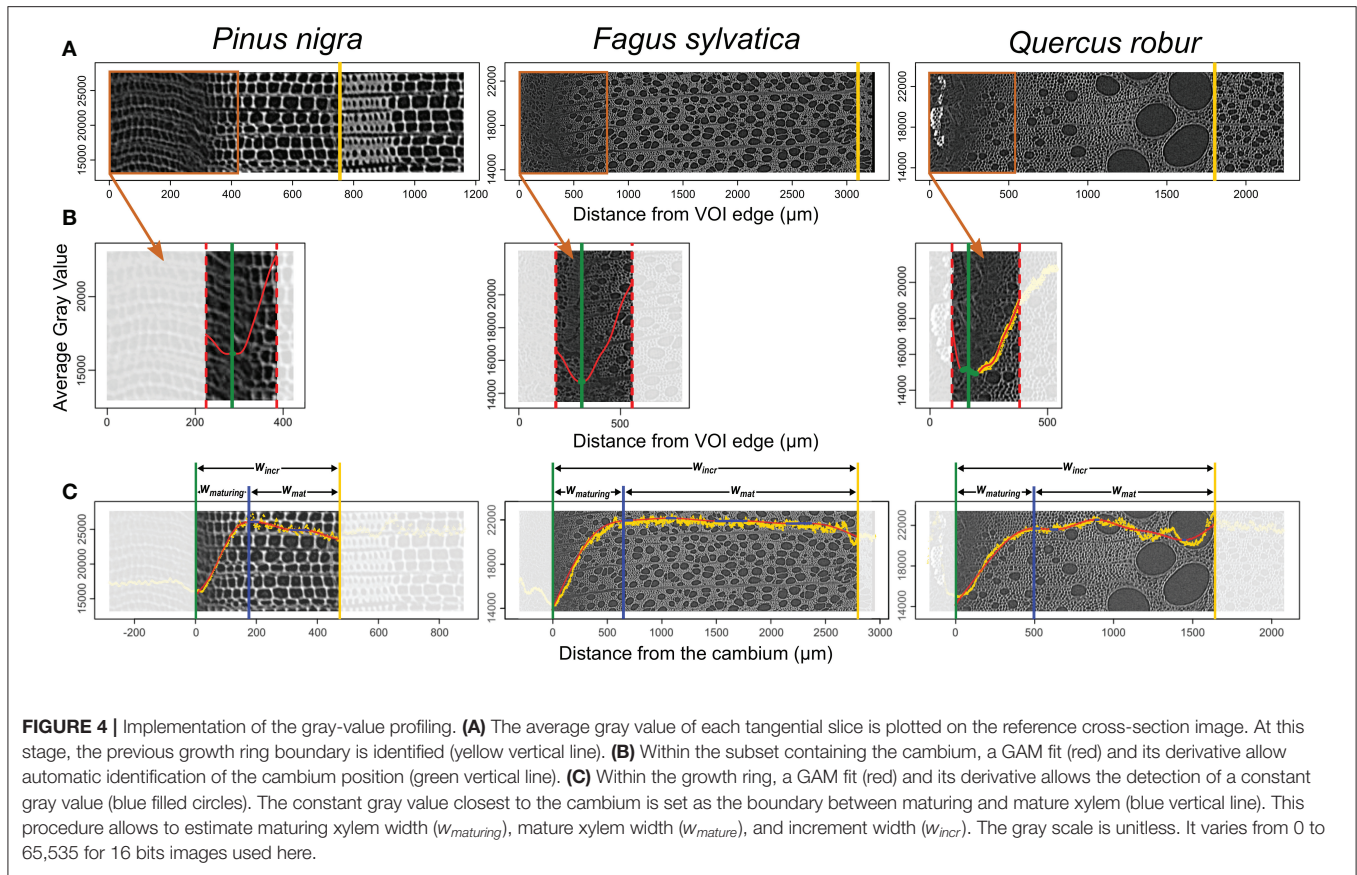 Pinus nigra
Fagus sylvatica
Quercus robur
A
15000 20000 25000
0 200 400 600 800 1000 1200
14000 18000 22000
0 500 1000 1500 2000 2500 3000
14000 18000 22000
0 500 1000 1500 2000
Distance from VOI edge (µm)
B
Average Gray Value
15000 20000
0 200 400
14000 16000 18000 20000
0 500
14000 16000 18000 20000
0 500
Distance from VOI edge (µm)
C
wincr
wmaturing wmat
wincr
wmaturing wmat
wincr
wmaturing wmat
15000 20000 25000
-200 0 200 400 600 800
14000 18000 22000
0 500 1000 1500 2000 2500 3000
14000 18000 22000
0 500 1000 1500 2000
Distance from the cambium (µm)
FIGURE 4 | Implementation of the gray-value profiling. (A) The average gray value of each tangential slice is plotted on the reference cross-section image. At this
stage, the previous growth ring boundary is identified (yellow vertical line). (B) Within the subset containing the cambium, a GAM fit (red) and its derivative allow
automatic identification of the cambium position (green vertical line). (C) Within the growth ring, a GAM fit (red) and its derivative allows the detection of a constant
gray value (blue filled circles). The constant gray value closest to the cambium is set as the boundary between maturing and mature xylem (blue vertical line). This
procedure allows to estimate maturing xylem width (wmaturing), mature xylem width (wmature), and increment width (wincr). The gray scale is unitless. It varies from 0 to
65,535 for 16 bits images used here.